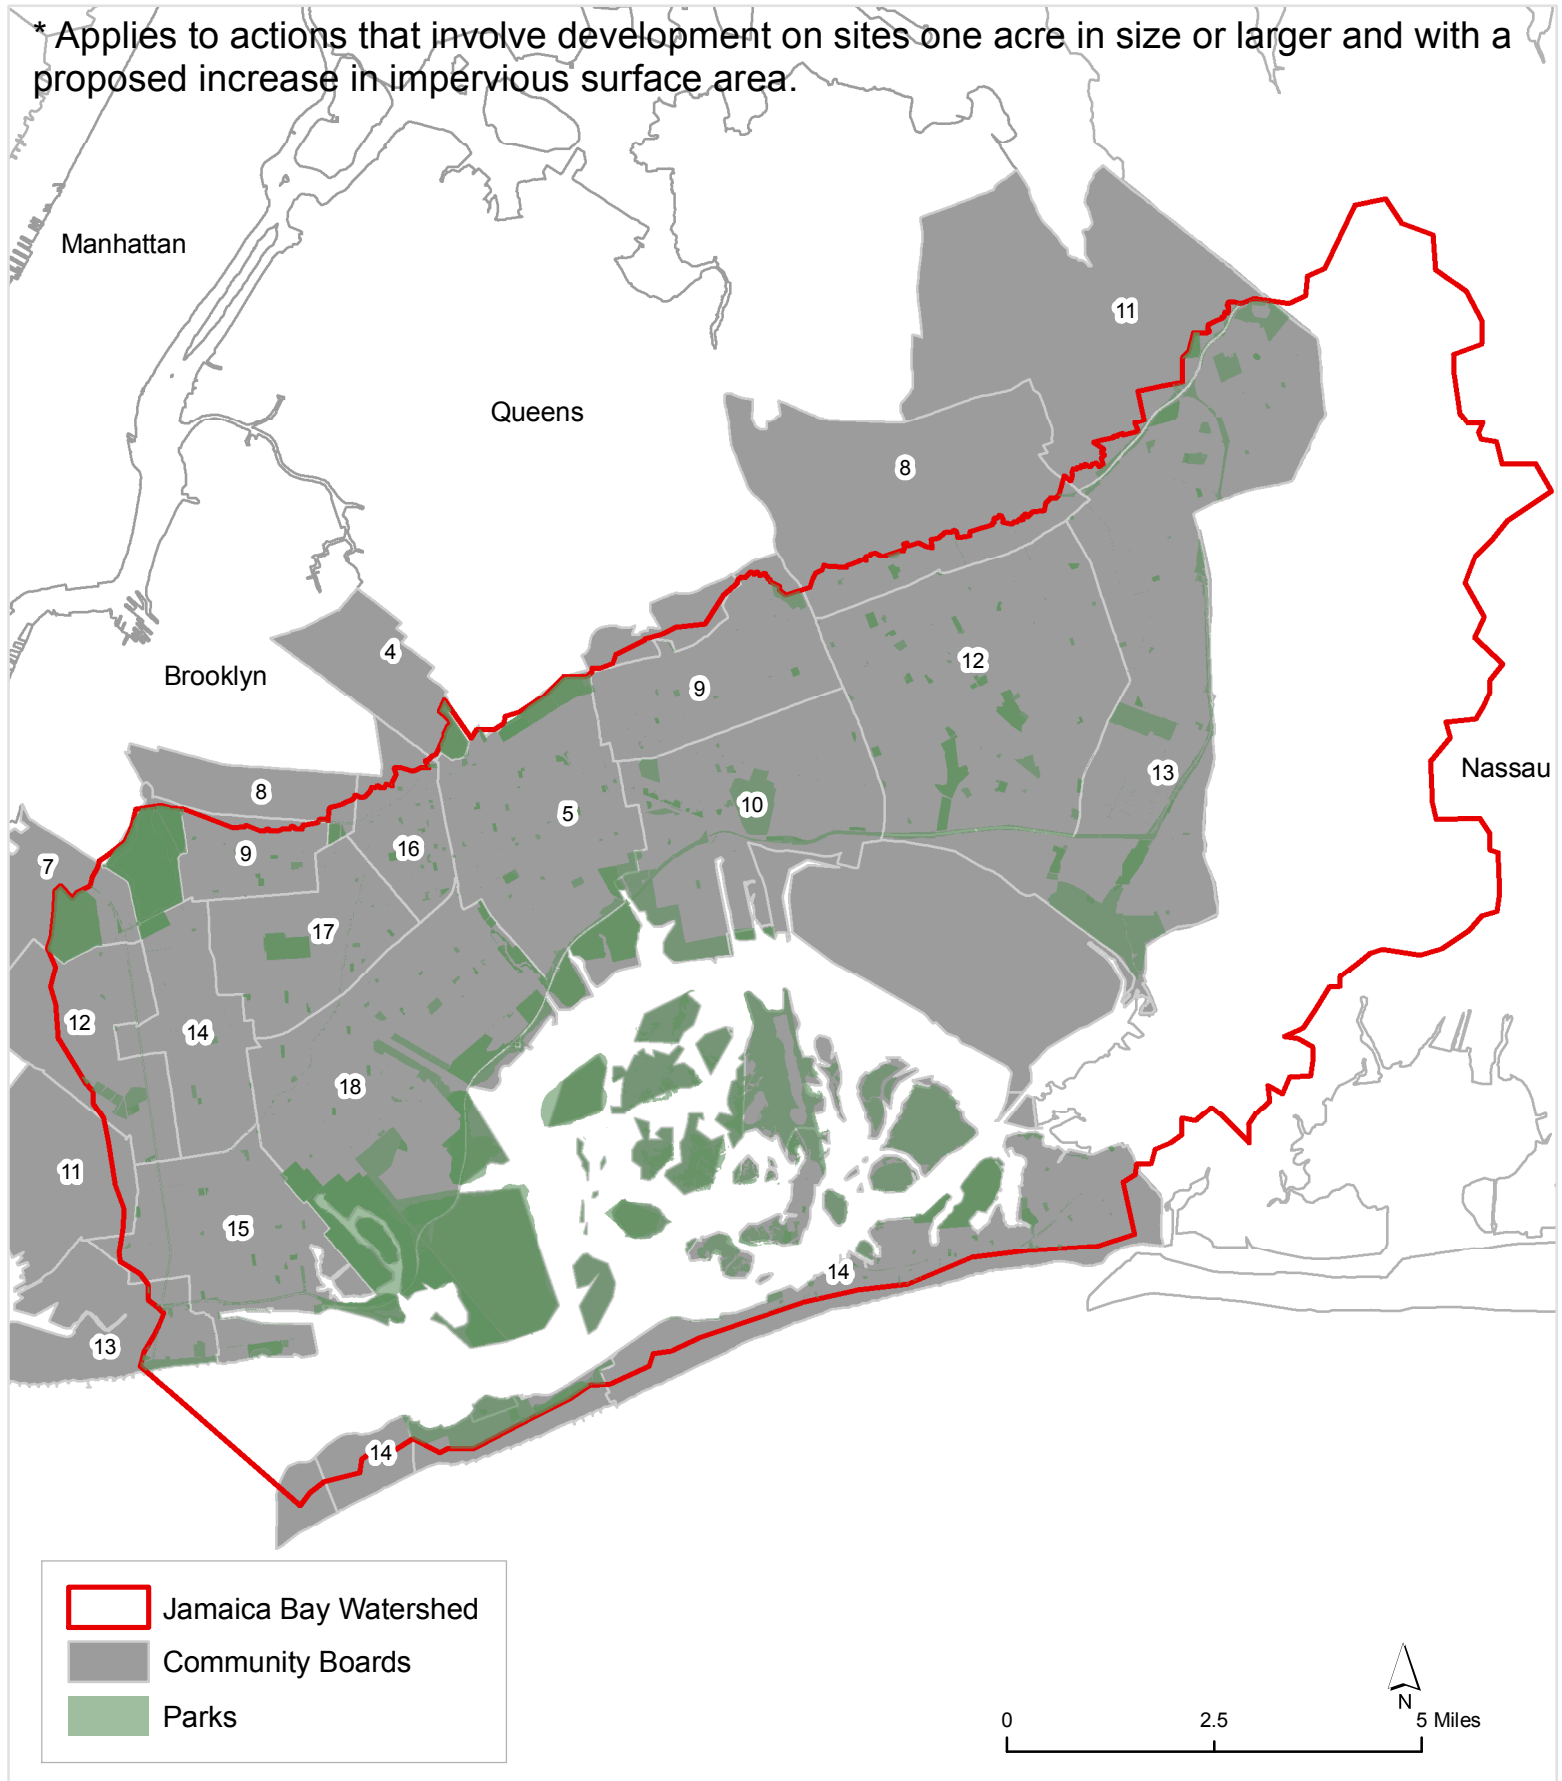 * Applies to actions that involve development on sites one acre in size or larger and with a
proposed increase in impervious surface area.
Manhattan
11
Queens
8
4
12
Brooklyn
9
13
Nassau
8
10
5
16
9
7
17
12
14
18
11
15
14
13
14
Jamaica Bay Watershed
Community Boards
Parks
N
0 2.5 5 Miles